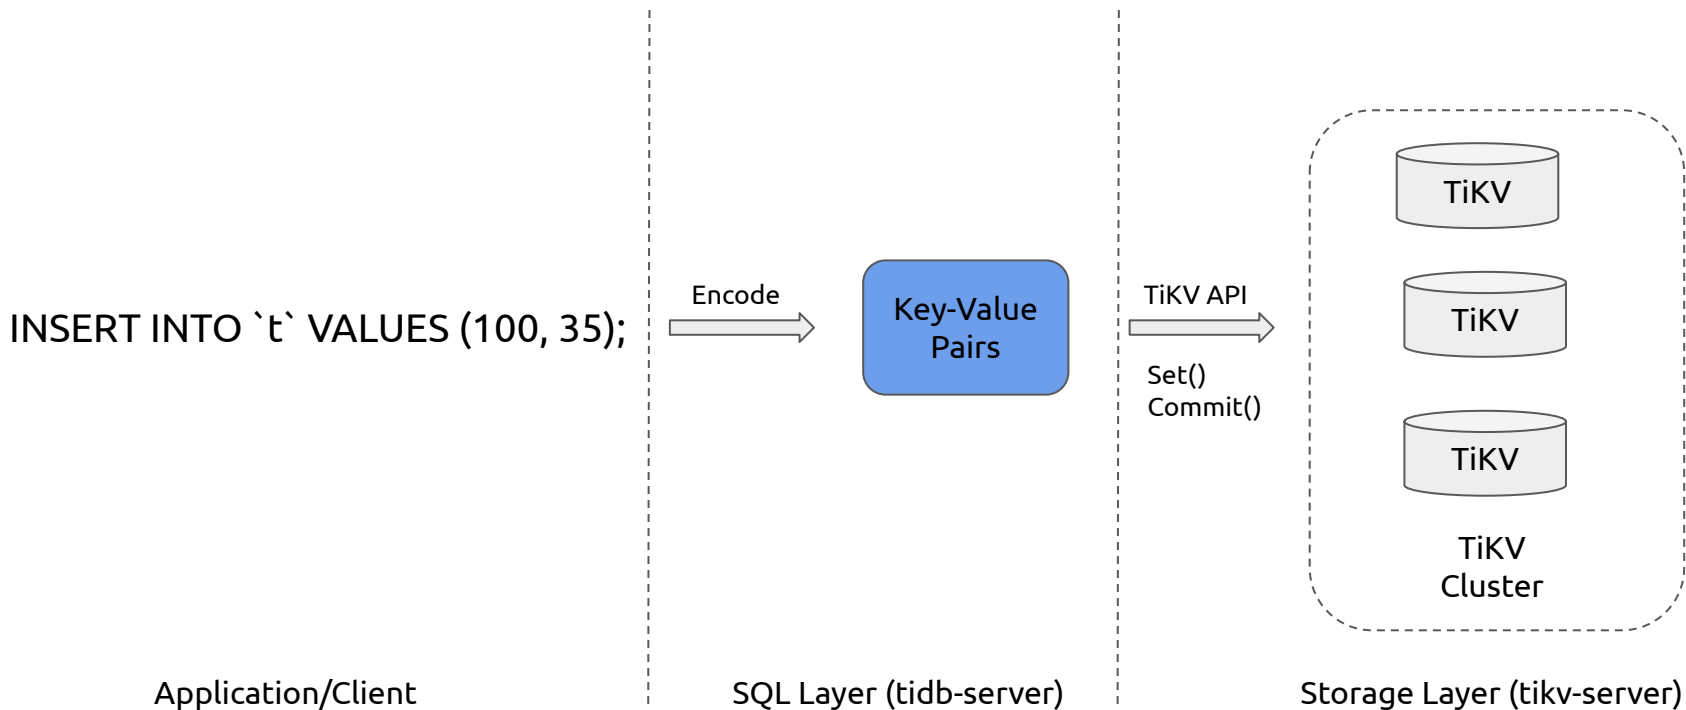 INSERT INTO `t` VALUES (100, 35);
Encode
Key-Value
Pairs
TiKV API
Set()
Commit()
TiKV
TiKV
TiKV
TiKV
Cluster
Application/Client
SQL Layer (tidb-server)
Storage Layer (tikv-server)